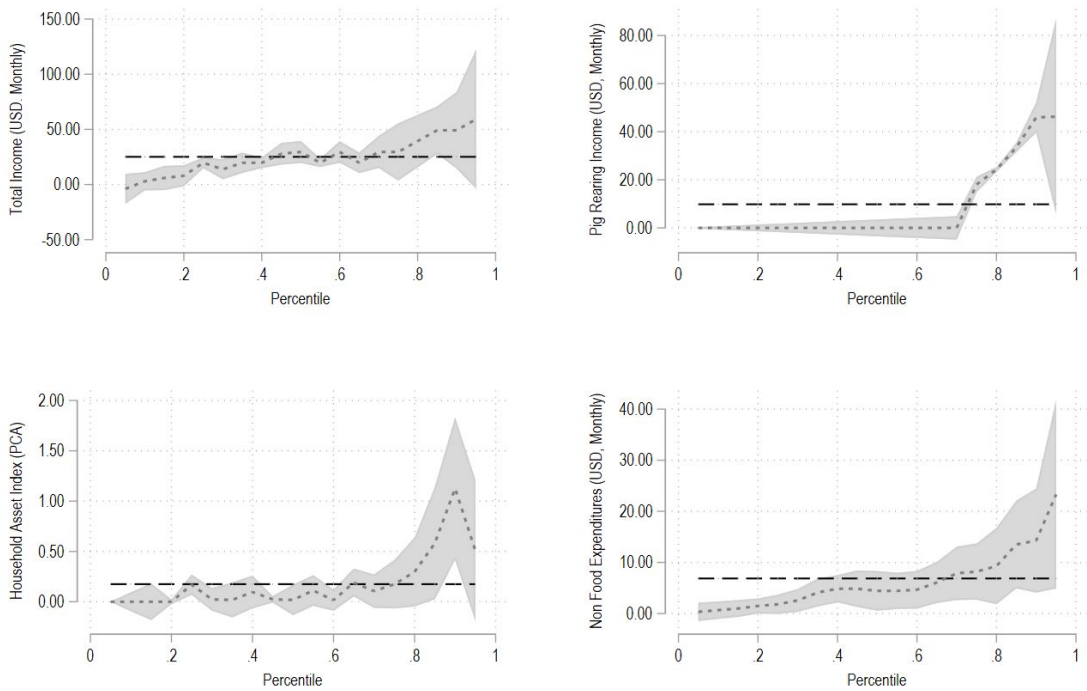 Total Income (USD. Monthly)
150.00
100.00
50.00
0.00
-50.00
0 .2 .4 .6 .8 1
Percentile
Pig Rearing Income (USD, Monthly)
80.00
60.00
40.00
20.00
0.00
0 .2 .4 .6 .8 1
Percentile
Household Asset Index (PCA)
2.00
1.50
1.00
0.50
0.00
0 .2 .4 .6 .8 1
Percentile
Non Food Expenditures (USD, Monthly)
40.00
30.00
20.00
10.00
0.00
0 .2 .4 .6 .8 1
Percentile